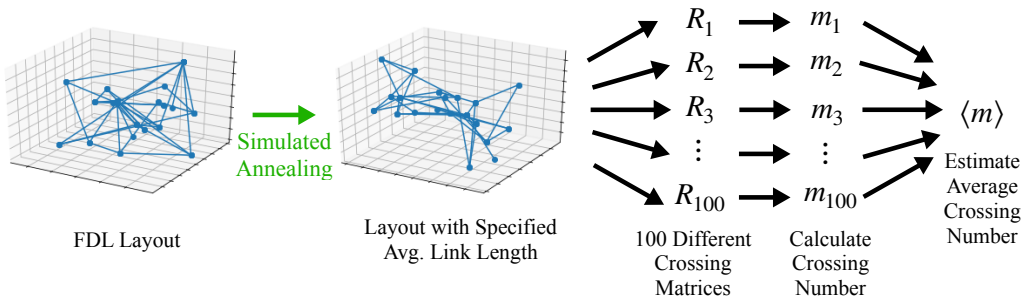 FDL Layout
Simulated
Annealing
Layout with Specified
Avg. Link Length
R1
R2
R3
⋮
R100
100 Different
Crossing
Matrices
m1
m2
m3
⋮
m100
Calculate
Crossing
Number
⟨m⟩
Estimate
Average
Crossing
Number